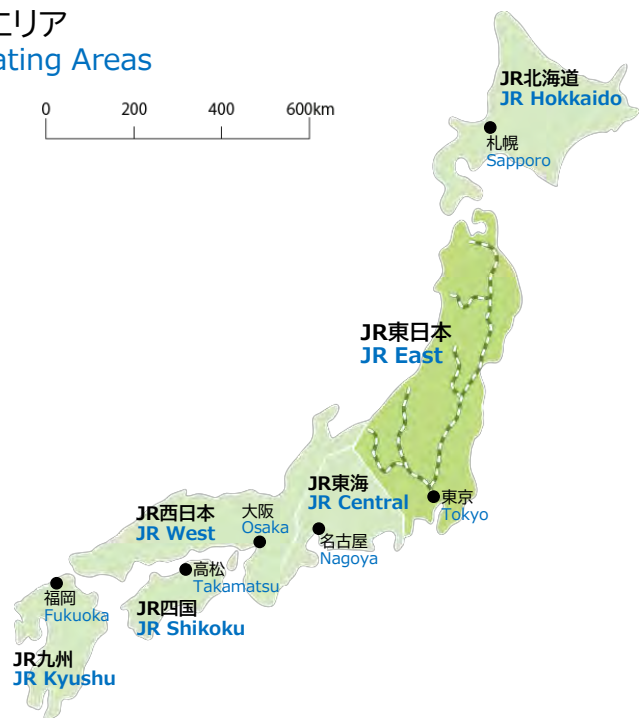 エリア
ating Areas
0 200 400 600km
JR北海道
JR Hokkaido
札幌
Sapporo
JR東日本
JR East
東京
Tokyo
JR東海
JR Central
名古屋
Nagoya
JR西日本
JR West
大阪
Osaka
高松
Takamatsu
JR四国
JR Shikoku
福岡
Fukuoka
JR九州
JR Kyushu